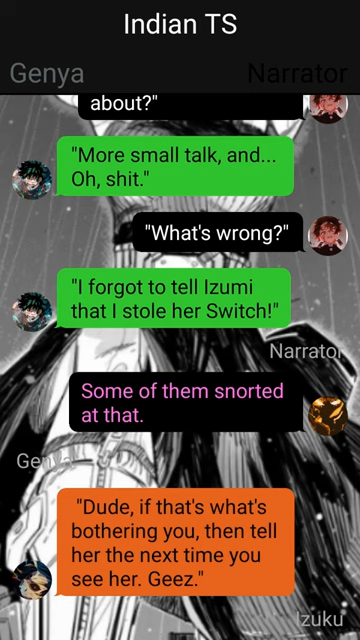 Indian TS
Genya Narrator
about?"
"More small talk, and...
Oh, shit."
"What's wrong?"
"I forgot to tell Izumi
that I stole her Switch!"
Narrator
Some of them snorted
at that.
Genya
"Dude, if that's what's
bothering you, then tell
her the next time you
see her. Geez."
Izuku